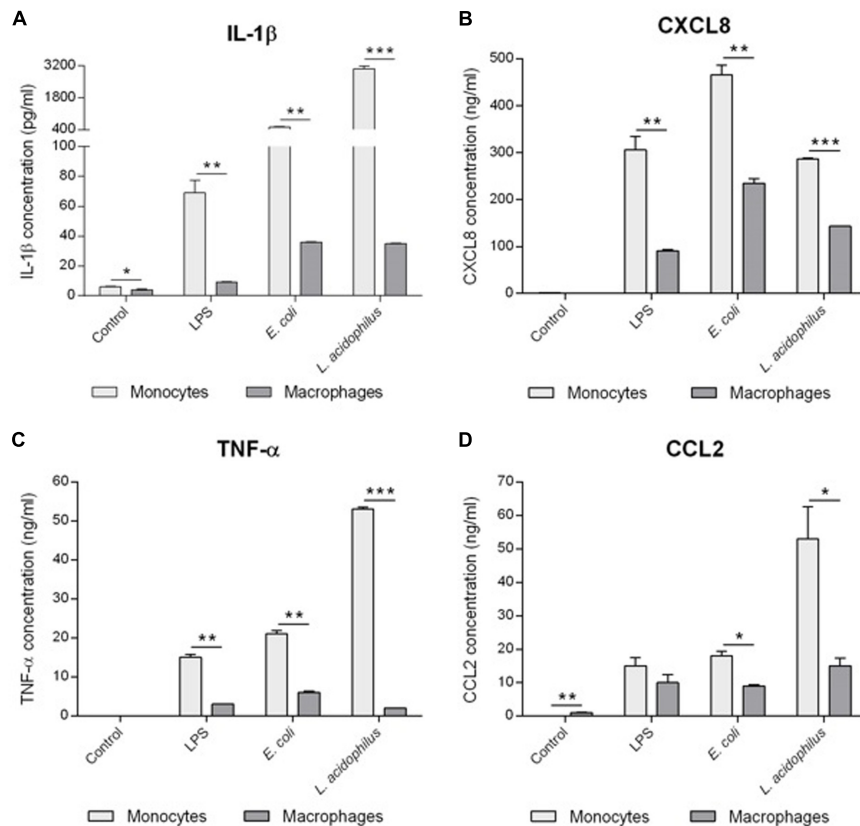 A
IL-1β
IL-1β concentration (pg/ml)
3200
1800
400
100
80
60
40
20
0
*
**
**
***
Control
LPS
E. coli
L. acidophilus
Monocytes Macrophages
B
CXCL8
CXCL8 concentration (ng/ml)
500
400
300
200
100
0
**
**
***
Control
LPS
E. coli
L. acidophilus
Monocytes Macrophages
C
TNF-α
TNF-α concentration (ng/ml)
60
50
40
30
20
10
0
**
**
***
Control
LPS
E. coli
L. acidophilus
Monocytes Macrophages
D
CCL2
CCL2 concentration (ng/ml)
70
60
50
40
30
20
10
0
**
*
*
Control
LPS
E. coli
L. acidophilus
Monocytes Macrophages